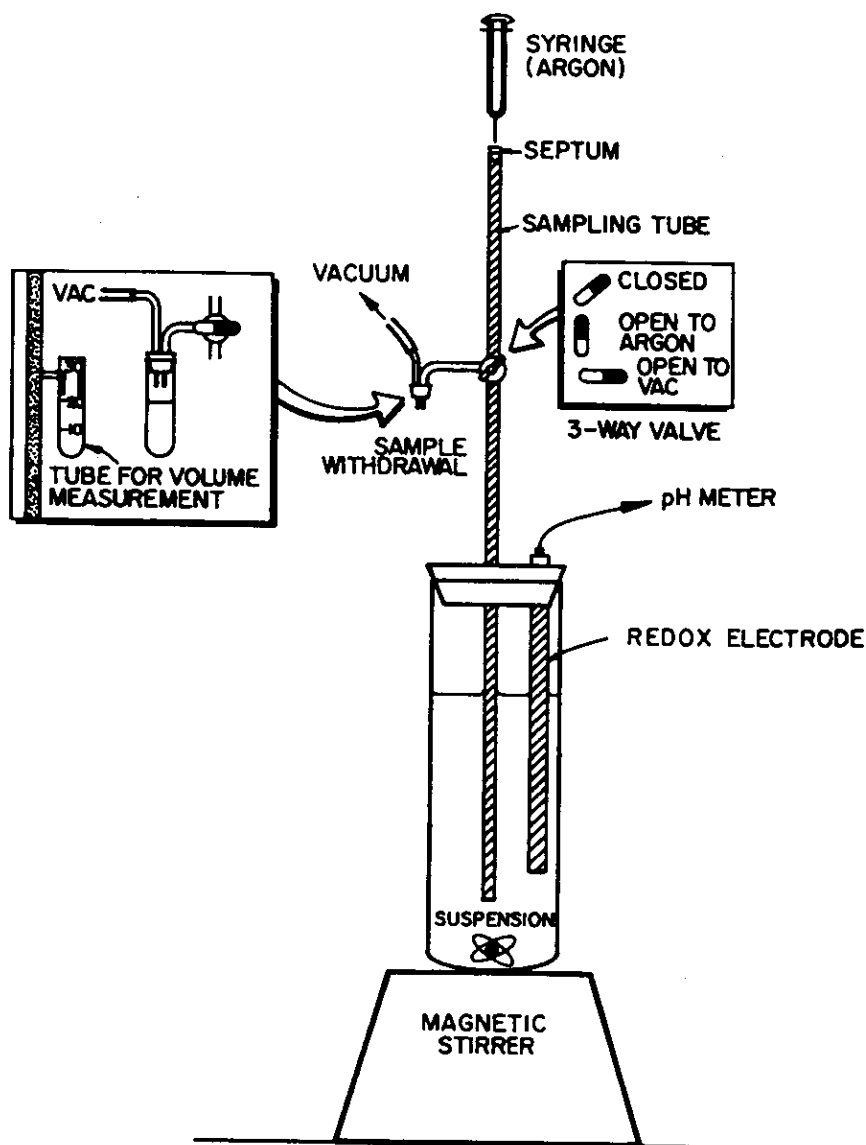 SYRINGE
(ARGON)
SEPTUM
SAMPLING TUBE
VACUUM
CLOSED
OPEN TO
ARGON
OPEN TO
VAC
3-WAY VALVE
VAC
10
TUBE FOR VOLUME
MEASUREMENT
SAMPLE
WITHDRAWAL
pH METER
REDOX ELECTRODE
SUSPENSION
MAGNETIC
STIRRER